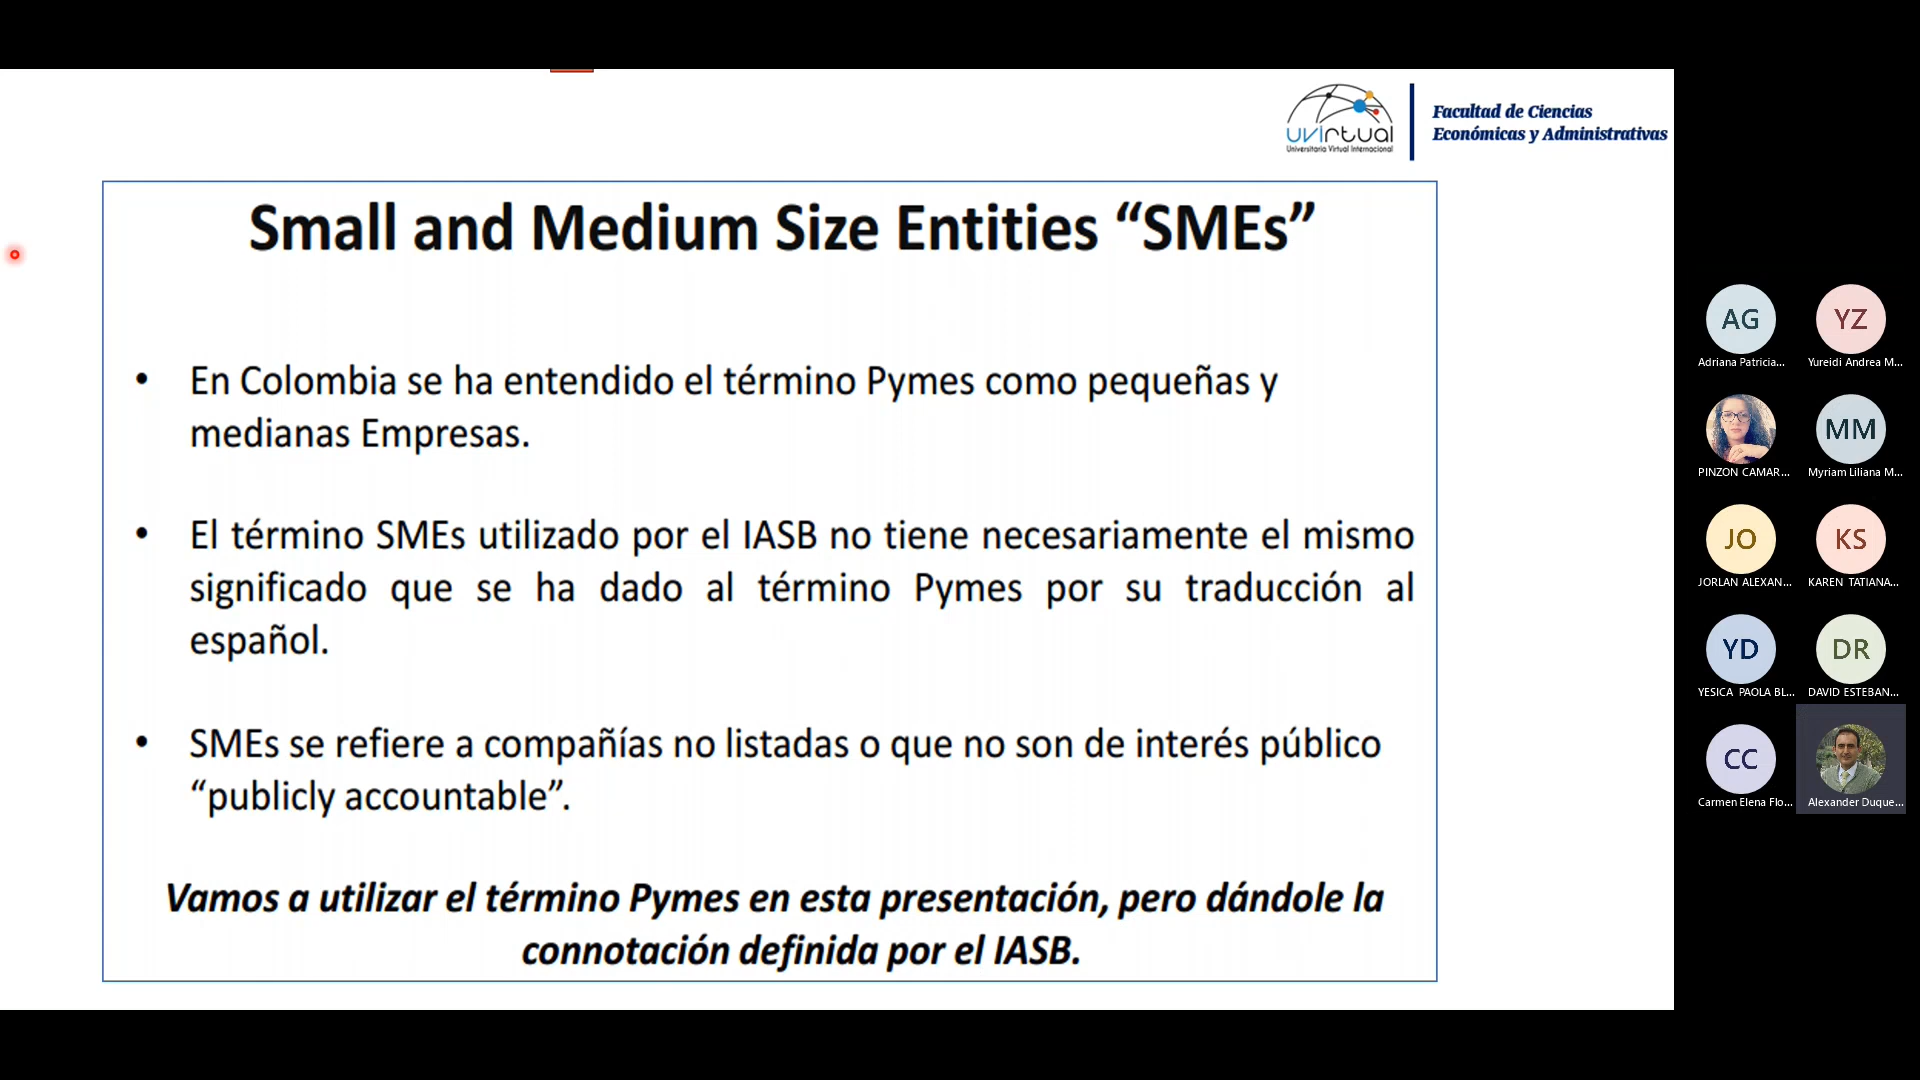 uvirtual
Universitaria Virtual Internacional
Facultad de Ciencias
Económicas y Administrativas
Small and Medium Size Entities “SMEs”
• En Colombia se ha entendido el término Pymes como pequeñas y
medianas Empresas.
• El término SMEs utilizado por el IASB no tiene necesariamente el mismo
significado que se ha dado al término Pymes por su traducción al
español.
• SMEs se refiere a compañías no listadas o que no son de interés público
“publicly accountable”.
Vamos a utilizar el término Pymes en esta presentación, pero dándole la
connotación definida por el IASB.
AG
Adriana Patricia...
YZ
Yureidi Andrea M...
PINZON CAMAR...
MM
Myriam Liliana M...
JO
JORLAN ALEXAN...
KS
KAREN TATIANA...
YD
YESICA PAOLA BL...
DR
DAVID ESTEBAN...
CC
Carmen Elena Flo...
Alexander Duque...